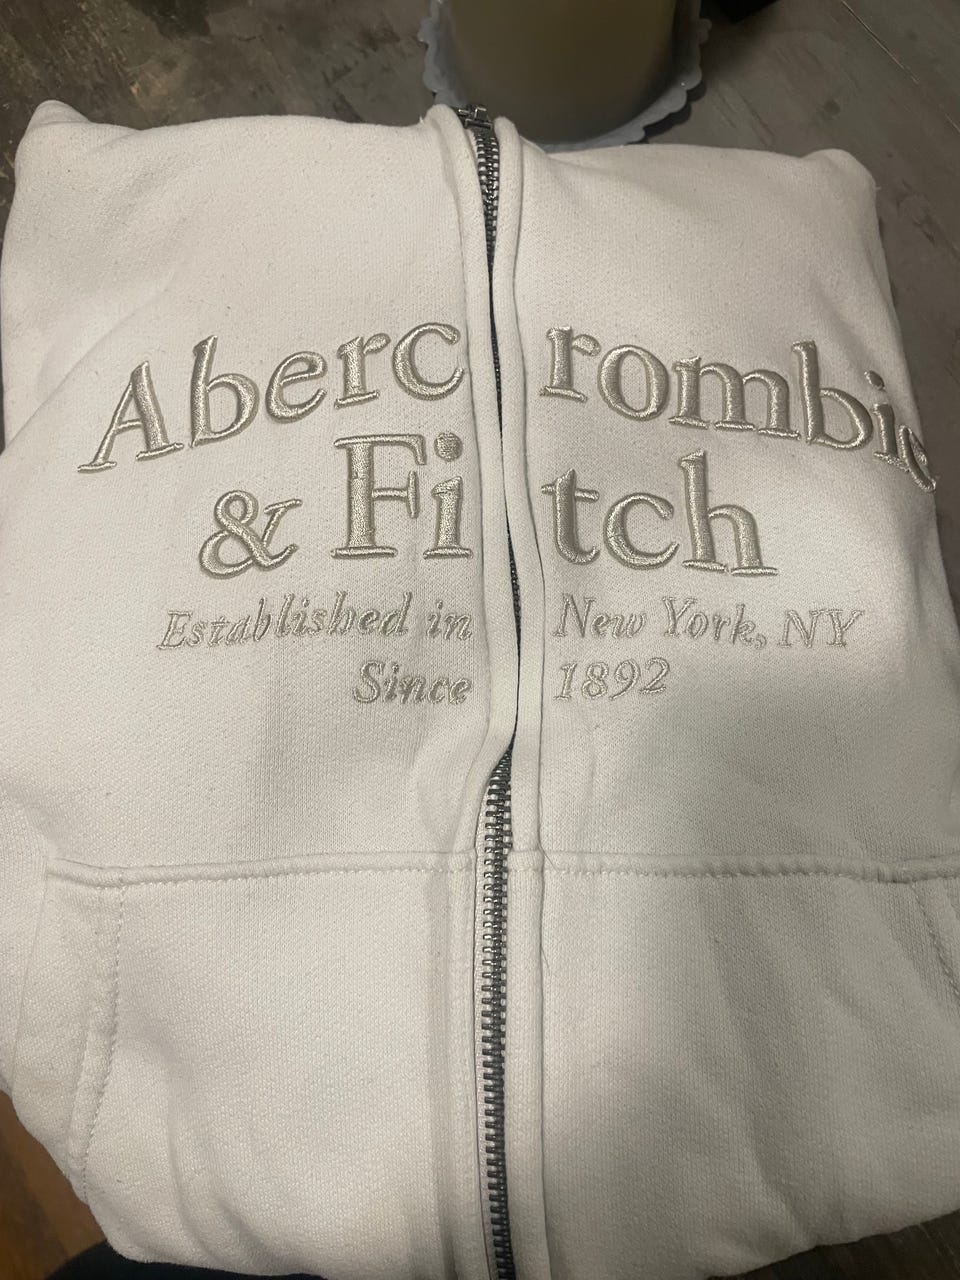 Abercrombie
& Fitch
Established in New York, NY
Since 1892